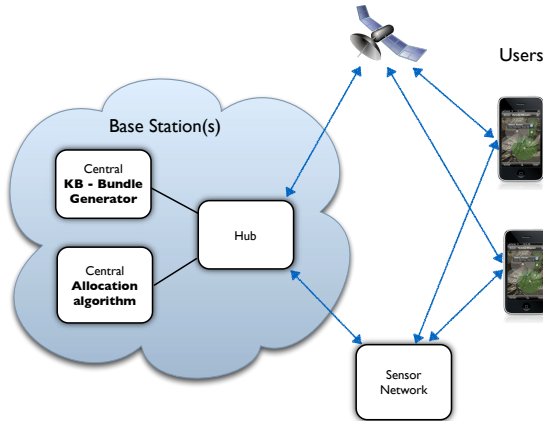 Users
Base Station(s)
Central
KB - Bundle
Generator
Hub
Central
Allocation
algorithm
Sensor
Network